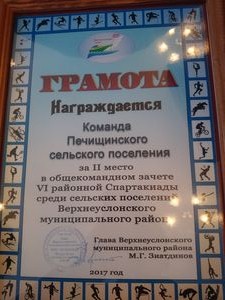 ГРАМОТА
Награждается
Команда
Печищинского
сельского поселения
за II место
в общекомандном зачете
VI районной Спартакиады
среди сельских поселений
Верхнеуслонского
муниципального района
Глава Верхнеуслонского
муниципального района
М.Г. Зиатдинов
2017 год